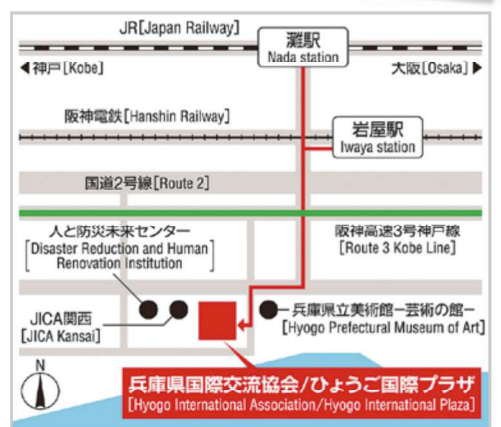 JR[Japan Railway]
灘駅
Nada station
◀神戸[Kobe]
大阪[Osaka]▶
阪神電鉄[Hanshin Railway]
岩屋駅
Iwaya station
国道2号線[Route 2]
人と防災未来センター
[Disaster Reduction and Human
Renovation Institution]
阪神高速3号神戸線
[Route 3 Kobe Line]
JICA関西
[JICA Kansai]
兵庫県立美術館−芸術の館−
[Hyogo Prefectural Museum of Art]
N
兵庫県国際交流協会/ひょうご国際プラザ
[Hyogo International Association/Hyogo International Plaza]